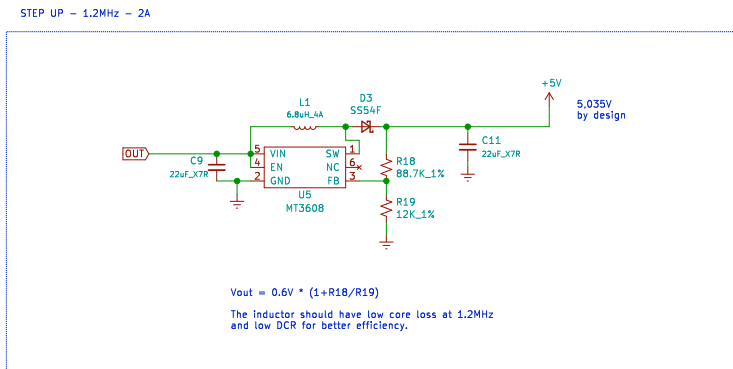 STEP UP - 1.2MHz - 2A
+5V
5,035V
by design
L1
6.8uH_4A
D3
SS54F
OUT
C9
22uF_X7R
5 VIN SW 1
4 EN NC 6
2 GND FB 3
U5
MT3608
R18
88.7K_1%
C11
22uF_X7R
R19
12K_1%
Vout = 0.6V * (1+R18/R19)
The inductor should have low core loss at 1.2MHz
and low DCR for better efficiency.